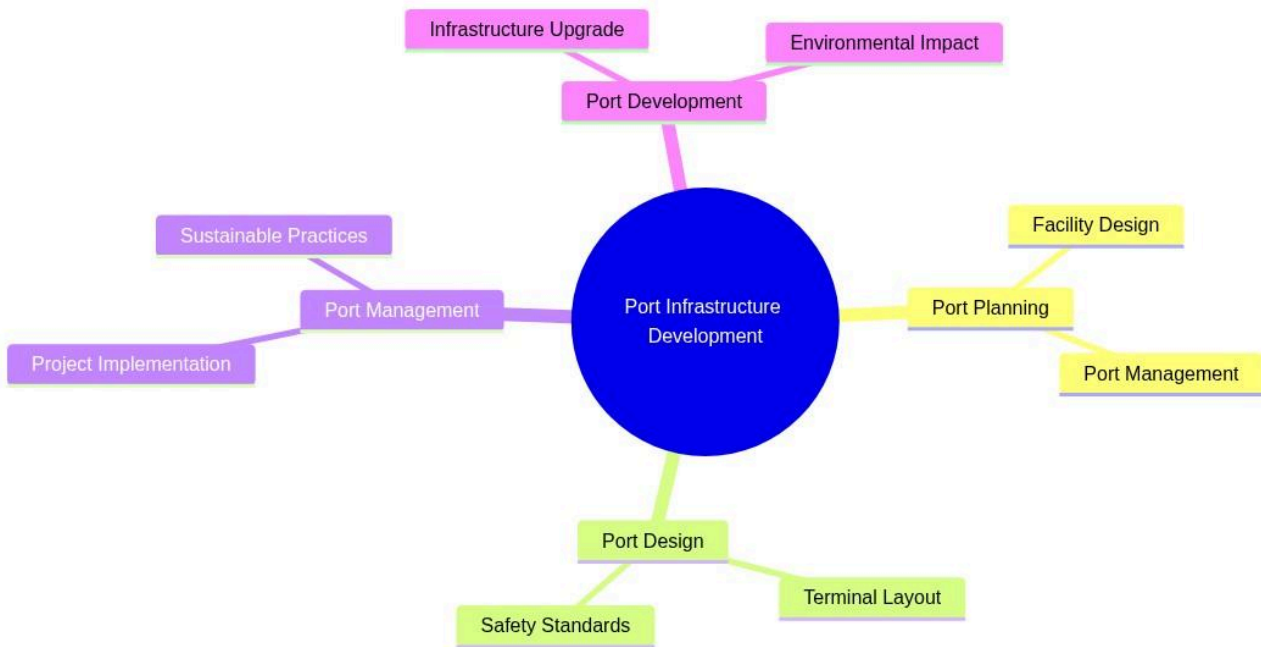 Infrastructure Upgrade
Environmental Impact
Port Development
Sustainable Practices
Port Management
Project Implementation
Port Infrastructure
Development
Facility Design
Port Planning
Port Management
Port Design
Terminal Layout
Safety Standards